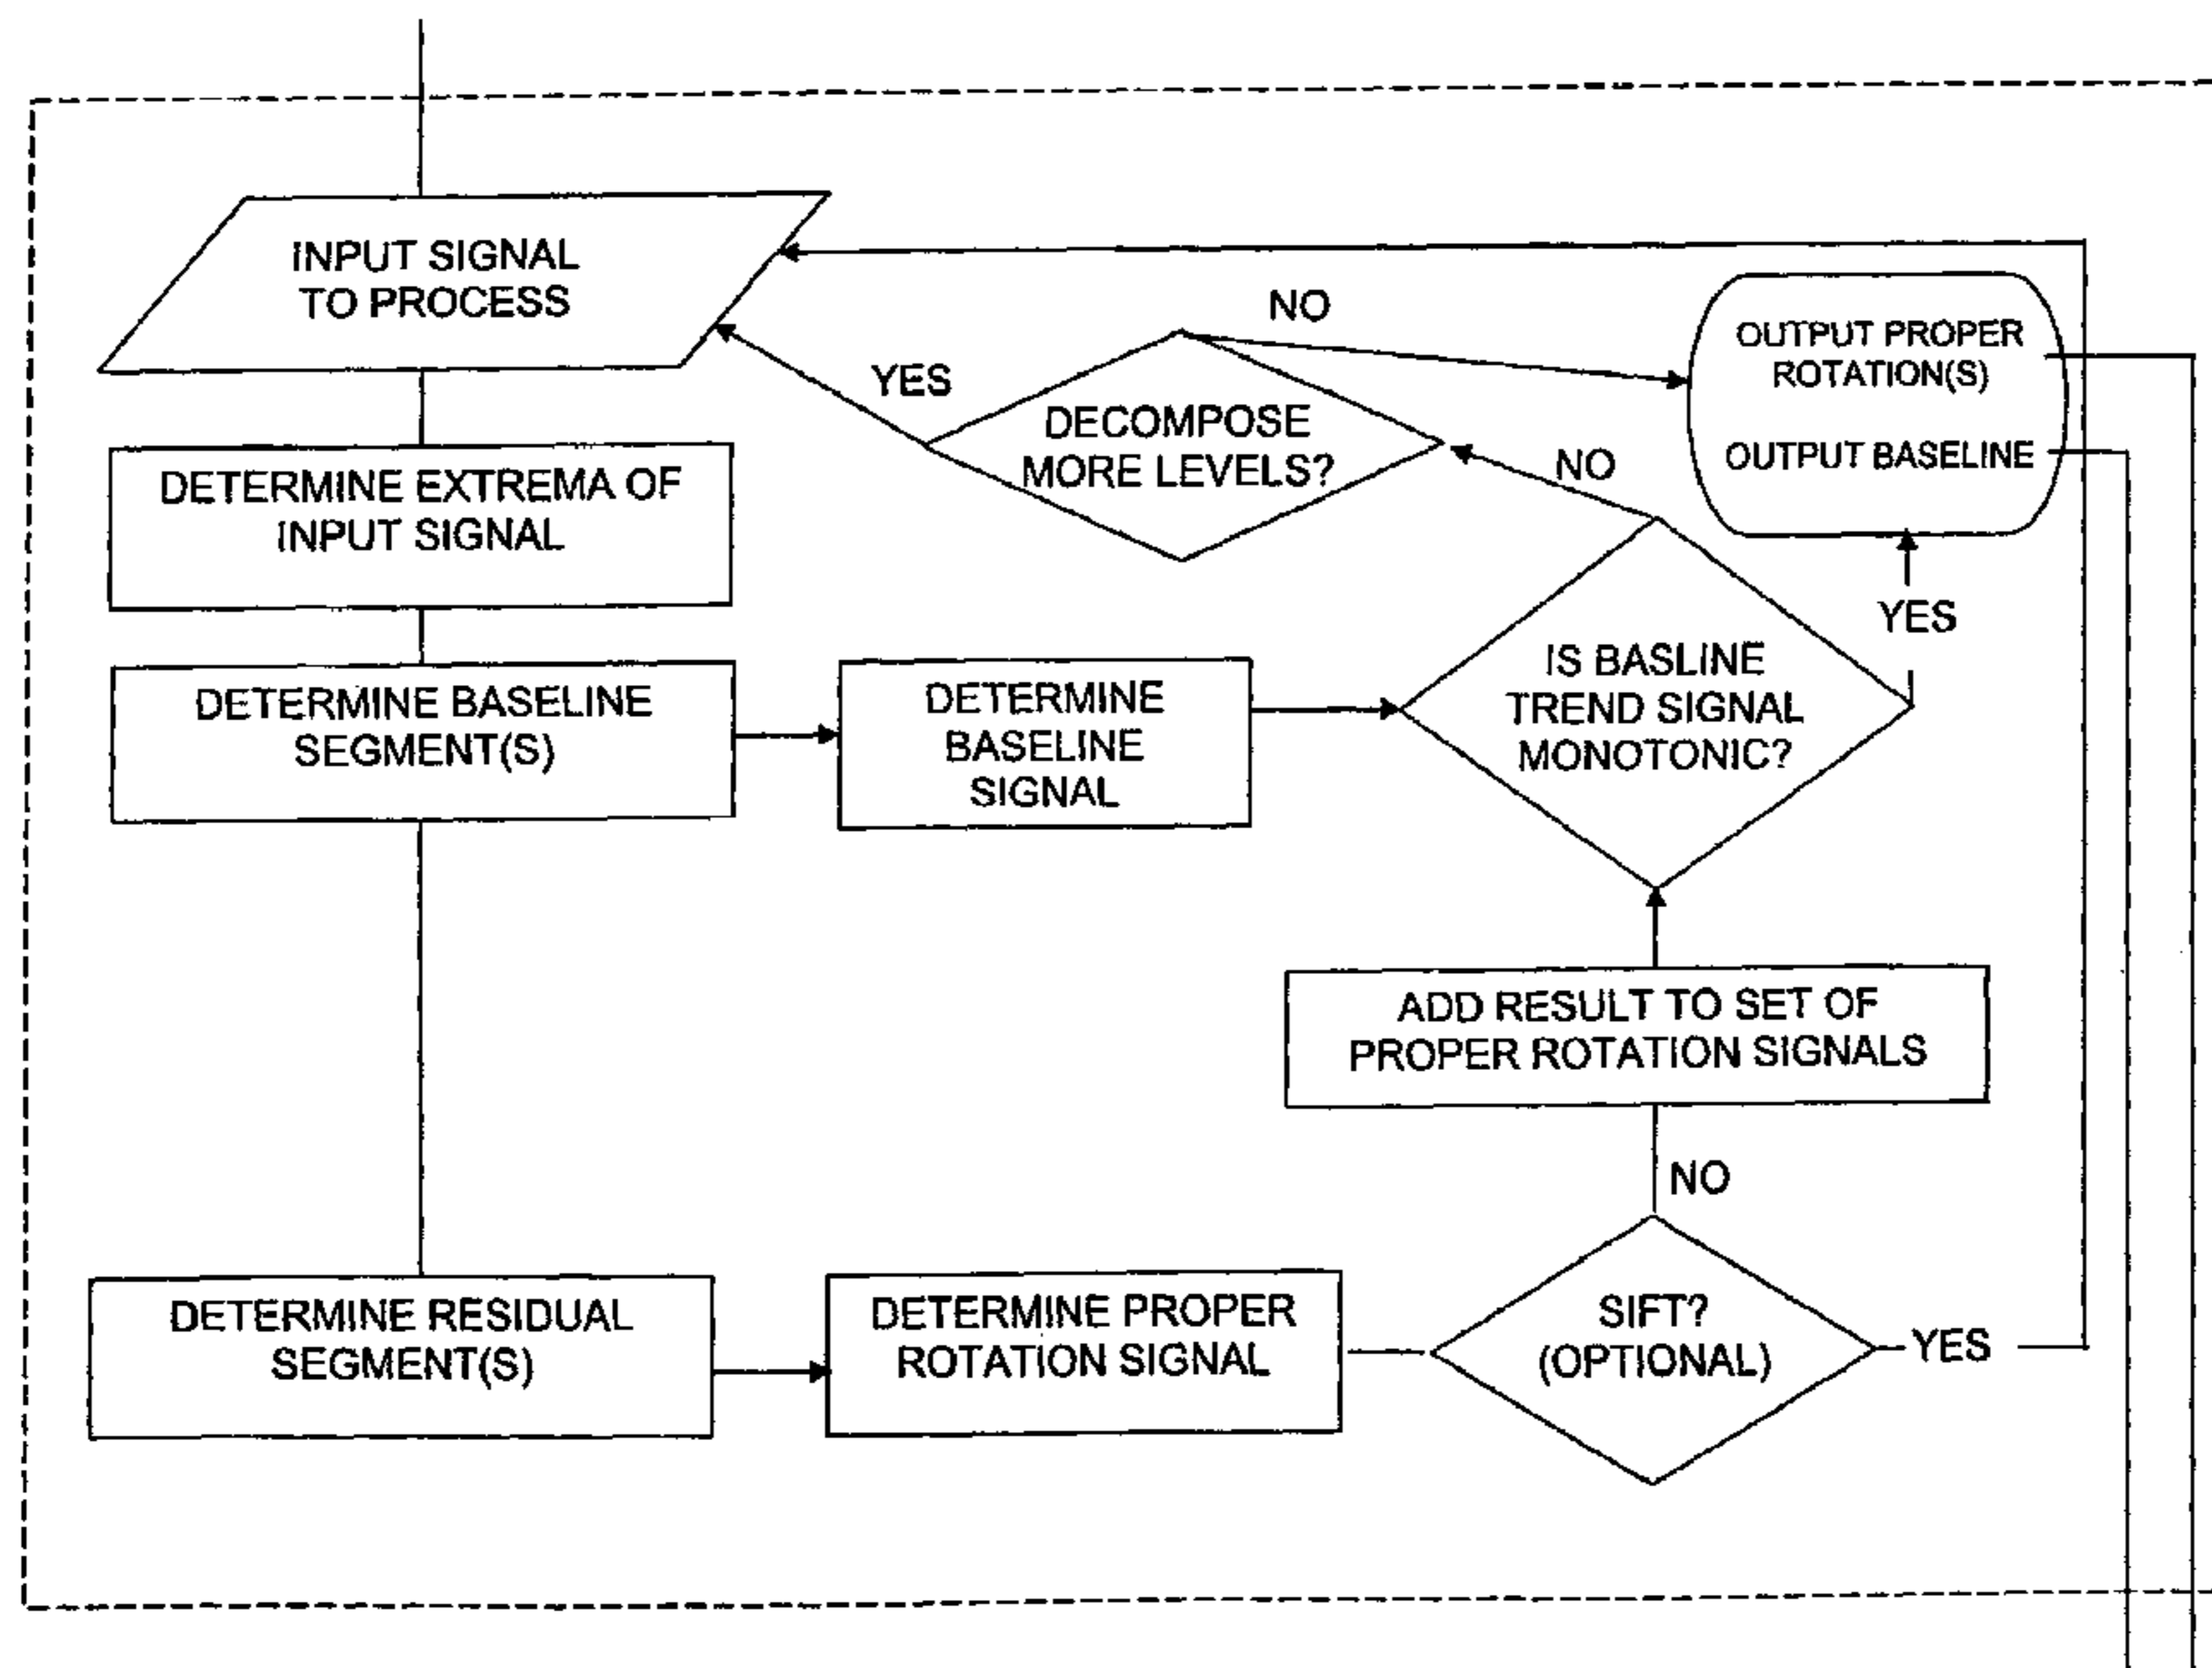 INPUT SIGNAL
TO PROCESS
NO
OUTPUT PROPER
ROTATION(S)
OUTPUT BASELINE
YES
DECOMPOSE
MORE LEVELS?
NO
DETERMINE EXTREMA OF
INPUT SIGNAL
YES
DETERMINE BASELINE
SEGMENT(S)
DETERMINE
BASELINE
SIGNAL
IS BASLINE
TREND SIGNAL
MONOTONIC?
ADD RESULT TO SET OF
PROPER ROTATION SIGNALS
NO
DETERMINE RESIDUAL
SEGMENT(S)
DETERMINE PROPER
ROTATION SIGNAL
SIFT?
(OPTIONAL)
YES